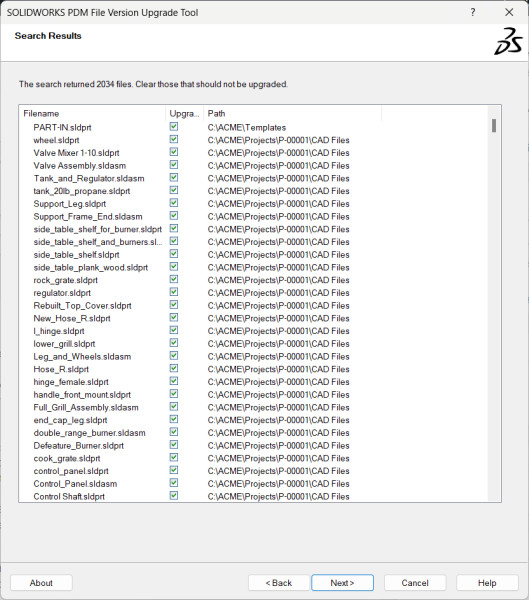 SOLIDWORKS PDM File Version Upgrade Tool ? X
Search Results
The search returned 2034 files. Clear those that should not be upgraded.
Filename Upgra... Path
PART-IN.sldprt C:\ACME\Templates
wheel.sldprt C:\ACME\Projects\P-00001\CAD Files
Valve Mixer 1-10.sldprt C:\ACME\Projects\P-00001\CAD Files
Valve Assembly.sldasm C:\ACME\Projects\P-00001\CAD Files
Tank_and_Regulator.sldasm C:\ACME\Projects\P-00001\CAD Files
tank_20lb_propane.sldprt C:\ACME\Projects\P-00001\CAD Files
Support_Leg.sldprt C:\ACME\Projects\P-00001\CAD Files
Support_Frame_End.sldasm C:\ACME\Projects\P-00001\CAD Files
side_table_shelf_for_burner.sldprt C:\ACME\Projects\P-00001\CAD Files
side_table_shelf_and_burners.sl... C:\ACME\Projects\P-00001\CAD Files
side_table_shelf.sldprt C:\ACME\Projects\P-00001\CAD Files
side_table_plank_wood.sldprt C:\ACME\Projects\P-00001\CAD Files
rock_grate.sldprt C:\ACME\Projects\P-00001\CAD Files
regulator.sldprt C:\ACME\Projects\P-00001\CAD Files
Rebuilt_Top_Cover.sldprt C:\ACME\Projects\P-00001\CAD Files
New_Hose_R.sldprt C:\ACME\Projects\P-00001\CAD Files
l_hinge.sldprt C:\ACME\Projects\P-00001\CAD Files
lower_grill.sldprt C:\ACME\Projects\P-00001\CAD Files
Leg_and_Wheels.sldasm C:\ACME\Projects\P-00001\CAD Files
Hose_R.sldprt C:\ACME\Projects\P-00001\CAD Files
hinge_female.sldprt C:\ACME\Projects\P-00001\CAD Files
handle_front_mount.sldprt C:\ACME\Projects\P-00001\CAD Files
Full_Grill_Assembly.sldasm C:\ACME\Projects\P-00001\CAD Files
end_cap_leg.sldprt C:\ACME\Projects\P-00001\CAD Files
double_range_burner.sldasm C:\ACME\Projects\P-00001\CAD Files
Defeature_Burner.sldprt C:\ACME\Projects\P-00001\CAD Files
cook_grate.sldprt C:\ACME\Projects\P-00001\CAD Files
control_panel.sldprt C:\ACME\Projects\P-00001\CAD Files
Control_Panel.sldasm C:\ACME\Projects\P-00001\CAD Files
Control Shaft.sldprt C:\ACME\Projects\P-00001\CAD Files
About < Back Next > Cancel Help